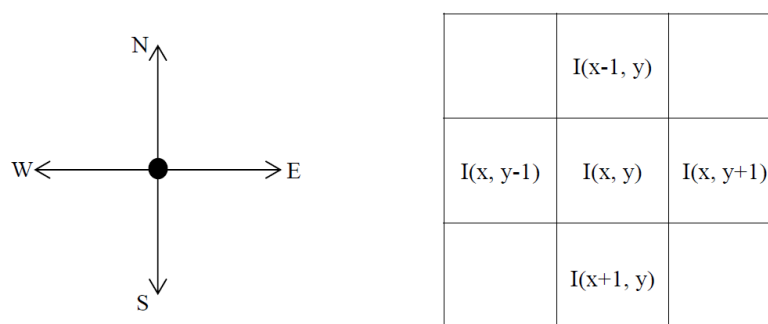 N
W
E
S
I(x-1, y)
I(x, y-1) I(x, y) I(x, y+1)
I(x+1, y)